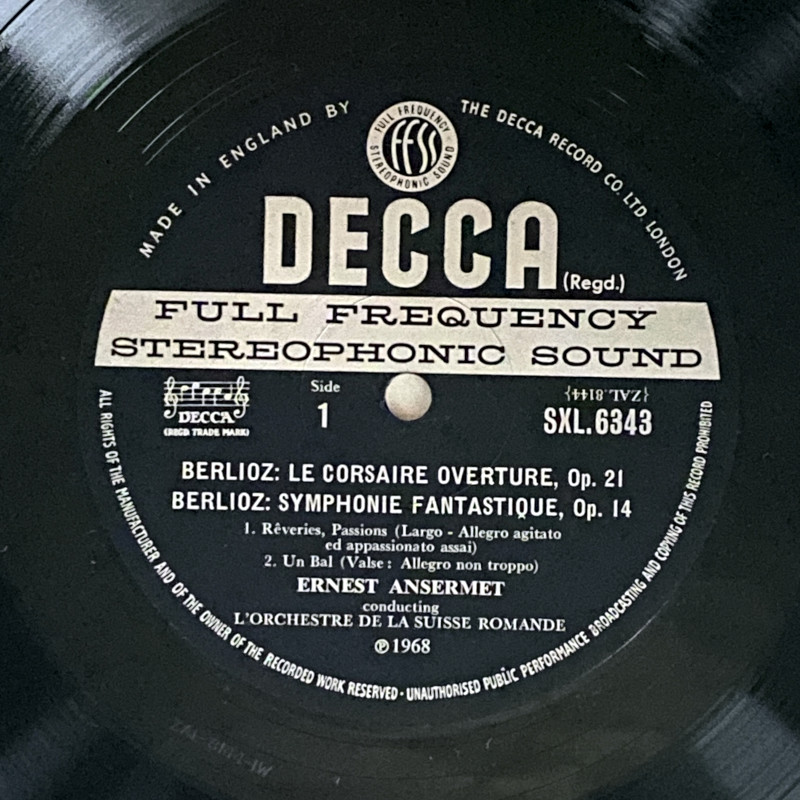 MADE IN ENGLAND BY
THE DECCA RECORD CO. LTD. LONDON
FULL FREQUENCY
FFSS
STEREOPHONIC SOUND
DECCA (Regd.)
FULL FREQUENCY
STEREOPHONIC SOUND
DECCA
(REGD. TRADE MARK)
Side
1
{ZAL.8144}
SXL.6343
BERLIOZ: LE CORSAIRE OVERTURE, Op. 21
BERLIOZ: SYMPHONIE FANTASTIQUE, Op. 14
1. Rêveries, Passions (Largo - Allegro agitato
ed appassionato assai)
2. Un Bal (Valse: Allegro non troppo)
ERNEST ANSERMET
conducting
L'ORCHESTRE DE LA SUISSE ROMANDE
℗1968
ALL RIGHTS OF THE MANUFACTURER AND OF THE OWNER OF THE RECORDED WORK RESERVED · UNAUTHORISED PUBLIC PERFORMANCE BROADCASTING AND COPYING OF THIS RECORD PROHIBITED